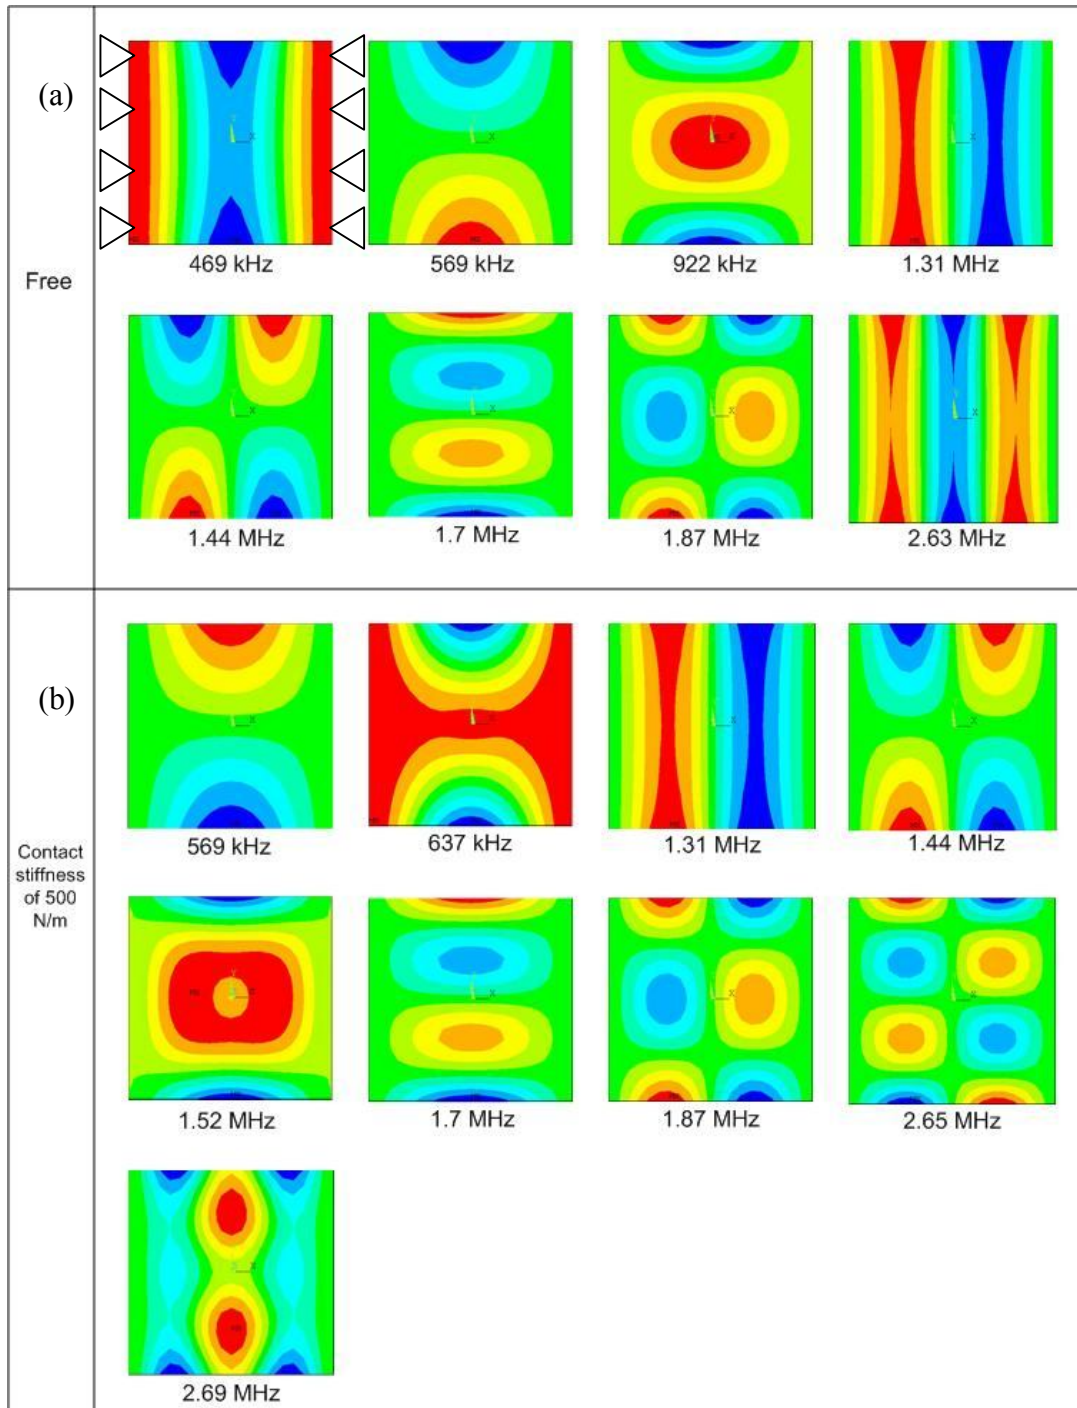 (a)
Free
469 kHz
569 kHz
922 kHz
1.31 MHz
1.44 MHz
1.7 MHz
1.87 MHz
2.63 MHz
(b)
Contact
stiffness
of 500
N/m
569 kHz
637 kHz
1.31 MHz
1.44 MHz
1.52 MHz
1.7 MHz
1.87 MHz
2.65 MHz
2.69 MHz